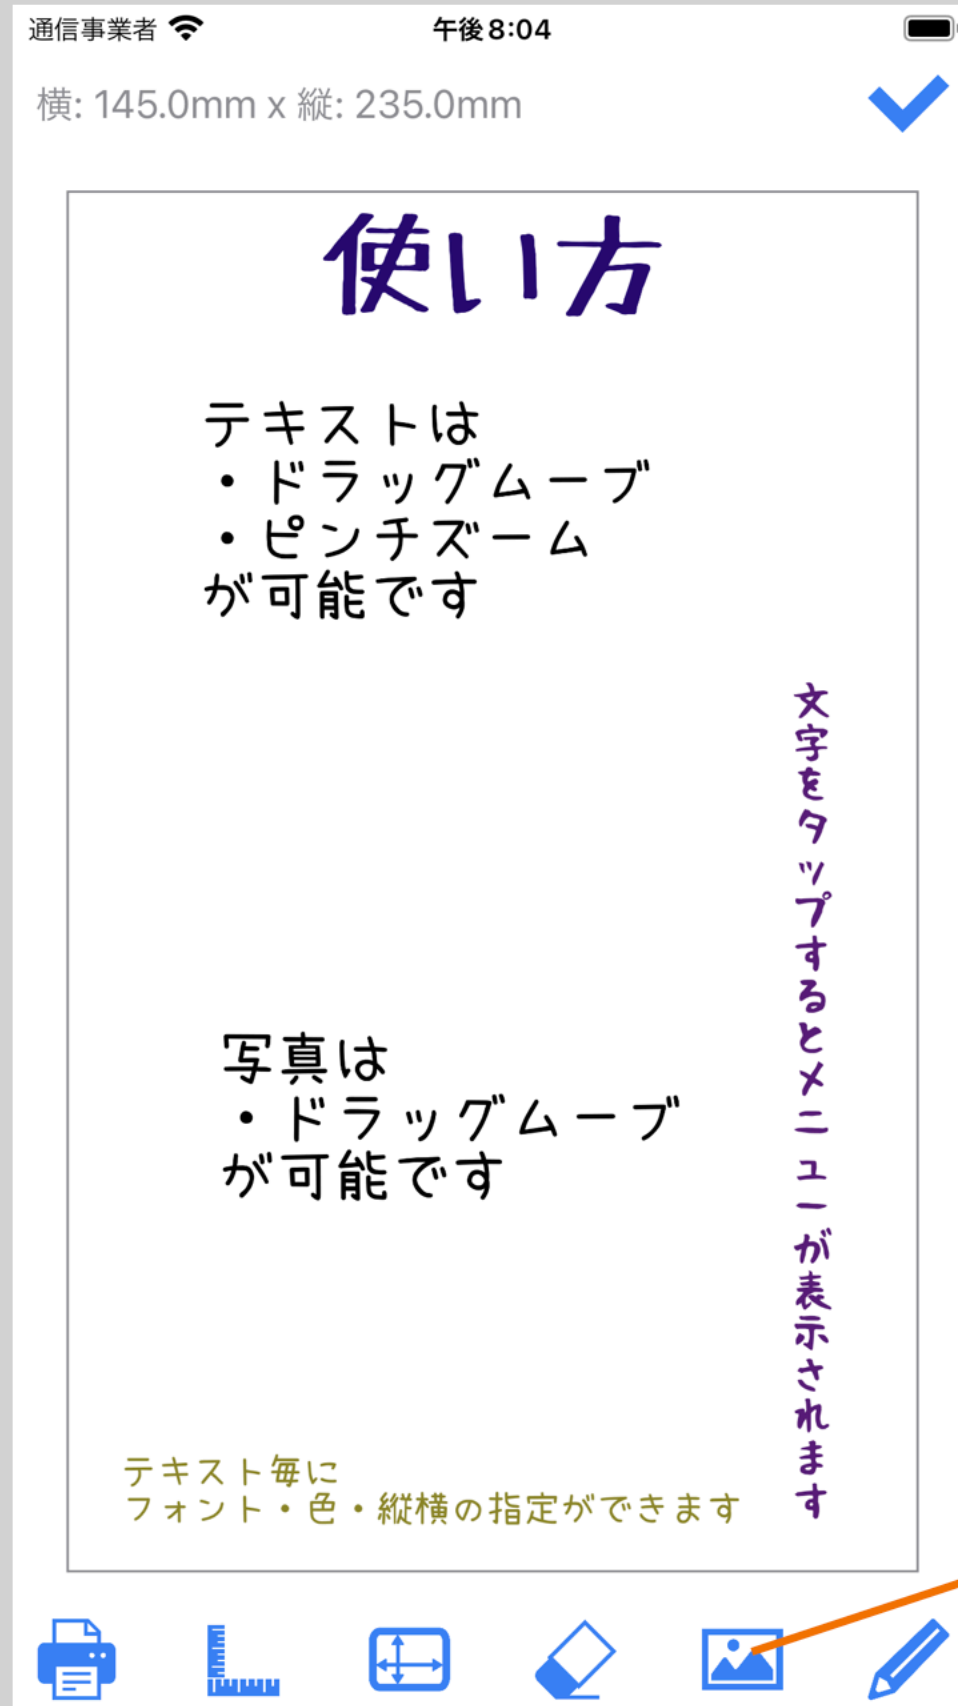 通信事業者
午後8:04
横: 145.0mm x 縦: 235.0mm
使い方
テキストは
・ドラッグムーブ
・ピンチズーム
が可能です
文字をタップするとメニューが表示されます
写真は
・ドラッグムーブ
が可能です
テキスト毎に
フォント・色・縦横の指定ができます